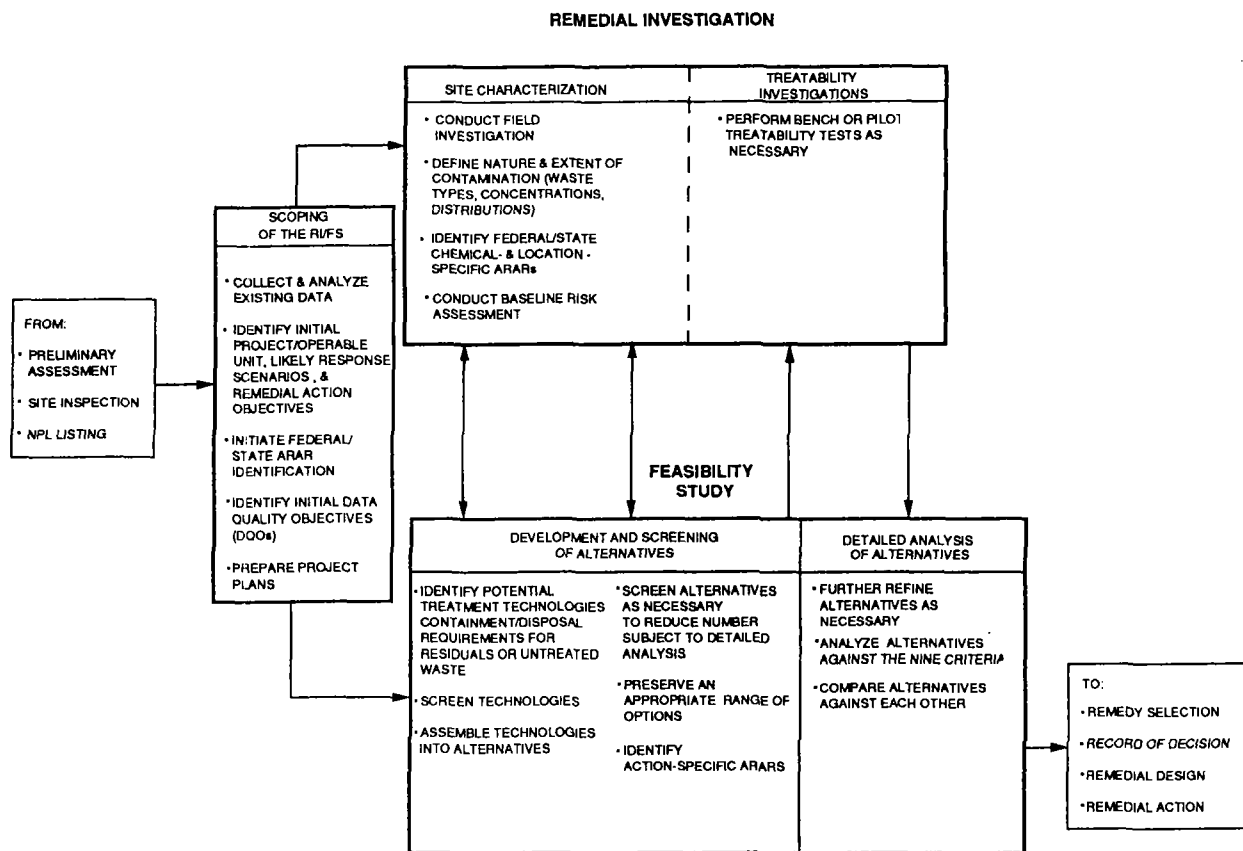 REMEDIAL INVESTIGATION
SITE CHARACTERIZATION
• CONDUCT FIELD
INVESTIGATION
• DEFINE NATURE & EXTENT OF
CONTAMINATION (WASTE
TYPES, CONCENTRATIONS,
DISTRIBUTIONS)
• IDENTIFY FEDERAL/STATE
CHEMICAL- & LOCATION -
SPECIFIC ARARs
• CONDUCT BASELINE RISK
ASSESSMENT
TREATABILITY
INVESTIGATIONS
• PERFORM BENCH OR PILOT
TREATABILITY TESTS AS
NECESSARY
SCOPING
OF THE RI/FS
• COLLECT & ANALYZE
EXISTING DATA
• IDENTIFY INITIAL
PROJECT/OPERABLE
UNIT, LIKELY RESPONSE
SCENARIOS , &
REMEDIAL ACTION
OBJECTIVES
• INITIATE FEDERAL/
STATE ARAR
IDENTIFICATION
• IDENTIFY INITIAL DATA
QUALITY OBJECTIVES
(DQOs)
• PREPARE PROJECT
PLANS
FROM:
• PRELIMINARY
ASSESSMENT
• SITE INSPECTION
• NPL LISTING
FEASIBILITY
STUDY
DEVELOPMENT AND SCREENING
OF ALTERNATIVES
• IDENTIFY POTENTIAL
TREATMENT TECHNOLOGIES
CONTAINMENT/DISPOSAL
REQUIREMENTS FOR
RESIDUALS OR UNTREATED
WASTE
• SCREEN TECHNOLOGIES
• ASSEMBLE TECHNOLOGIES
INTO ALTERNATIVES
• SCREEN ALTERNATIVES
AS NECESSARY
TO REDUCE NUMBER
SUBJECT TO DETAILED
ANALYSIS
• PRESERVE AN
APPROPRIATE RANGE OF
OPTIONS
• IDENTIFY
ACTION-SPECIFIC ARARS
DETAILED ANALYSIS
OF ALTERNATIVES
• FURTHER REFINE
ALTERNATIVES AS
NECESSARY
• ANALYZE ALTERNATIVES
AGAINST THE NINE CRITERIA
• COMPARE ALTERNATIVES
AGAINST EACH OTHER
TO:
• REMEDY SELECTION
• RECORD OF DECISION
• REMEDIAL DESIGN
• REMEDIAL ACTION